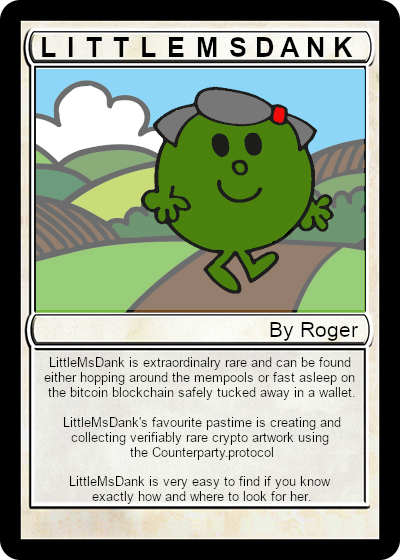 LITTLEMSDANK
By Roger
LittleMsDank is extraordinalry rare and can be found
either hopping around the mempools or fast asleep on
the bitcoin blockchain safely tucked away in a wallet.
LittleMsDank's favourite pastime is creating and
collecting verifiably rare crypto artwork using
the Counterparty.protocol
LittleMsDank is very easy to find if you know
exactly how and where to look for her.